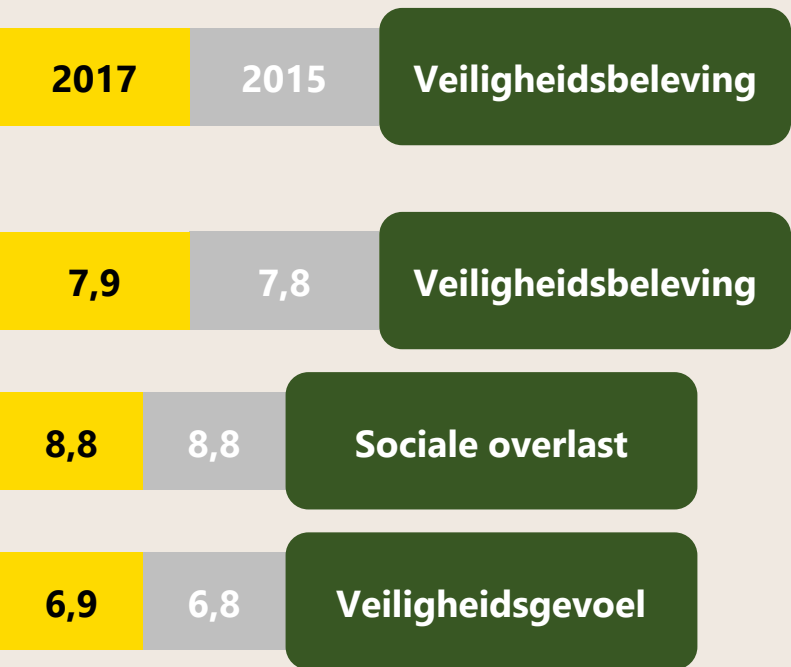 2017 2015 Veiligheidsbeleving
7,9 7,8 Veiligheidsbeleving
8,8 8,8 Sociale overlast
6,9 6,8 Veiligheidsgevoel